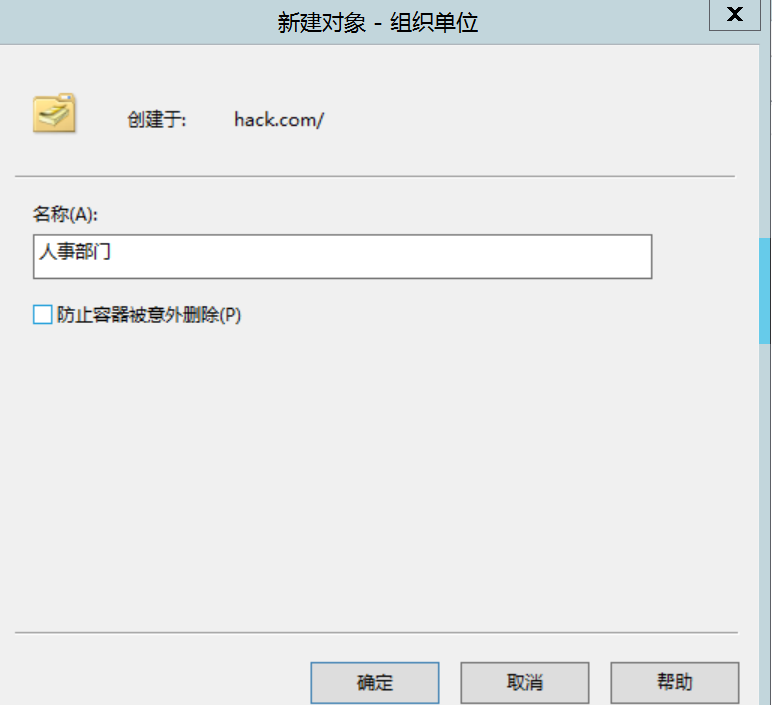 新建对象 - 组织单位
创建于: hack.com/
名称(A):
人事部门
防止容器被意外删除(P)
确定 取消 帮助